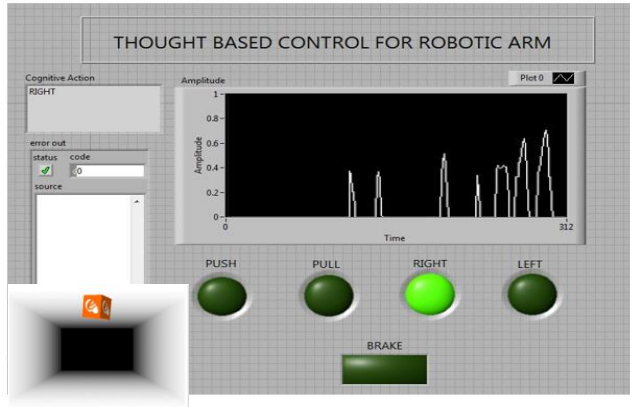 THOUGHT BASED CONTROL FOR ROBOTIC ARM
Cognitive Action
RIGHT
error out
status code
0
source
Amplitude
Plot 0
Amplitude
1
0.8
0.6
0.4
0.2
0
0 312
Time
PUSH PULL RIGHT LEFT
BRAKE